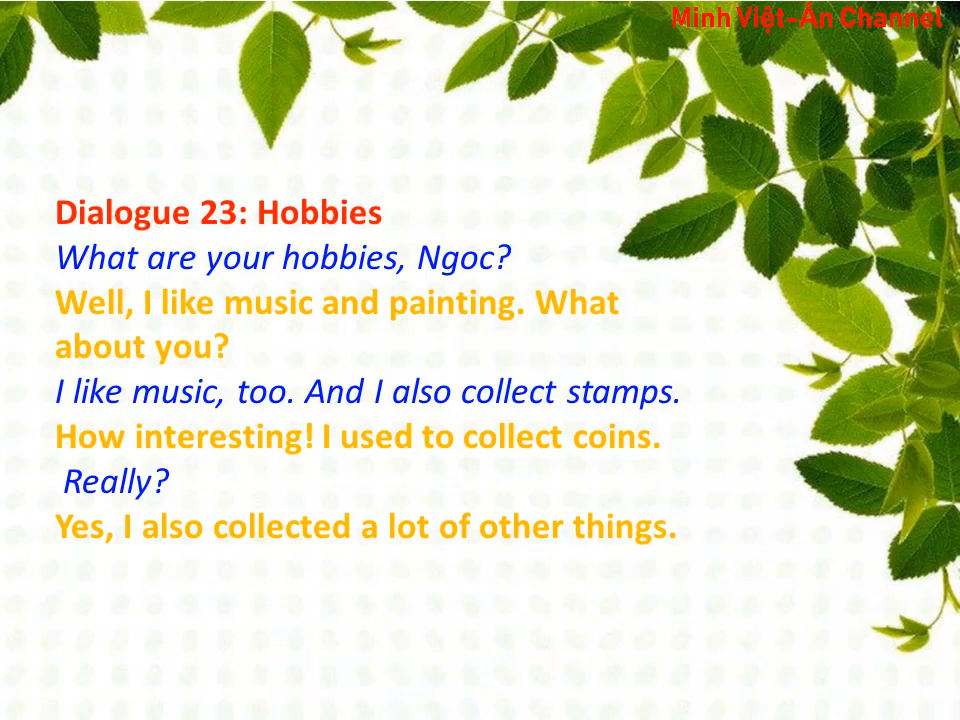 Minh Việt-Ấn Channel
Dialogue 23: Hobbies
What are your hobbies, Ngoc?
Well, I like music and painting. What
about you?
I like music, too. And I also collect stamps.
How interesting! I used to collect coins.
Really?
Yes, I also collected a lot of other things.